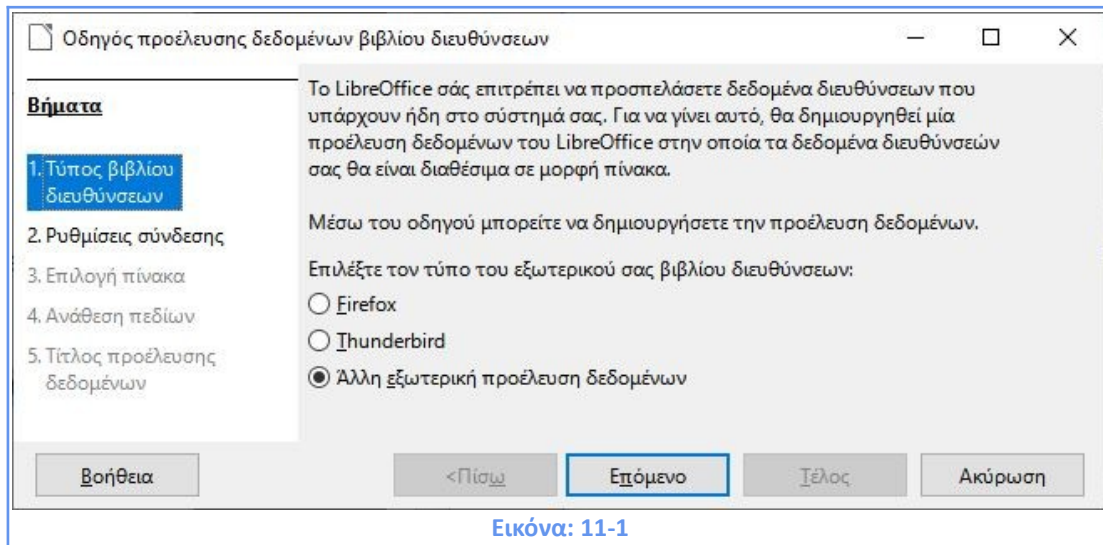 Οδηγός προέλευσης δεδομένων βιβλίου διευθύνσεων
Βήματα
1. Τύπος βιβλίου
διευθύνσεων
2. Ρυθμίσεις σύνδεσης
3. Επιλογή πίνακα
4. Ανάθεση πεδίων
5. Τίτλος προέλευσης
δεδομένων
Το LibreOffice σάς επιτρέπει να προσπελάσετε δεδομένα διευθύνσεων που
υπάρχουν ήδη στο σύστημά σας. Για να γίνει αυτό, θα δημιουργηθεί μία
προέλευση δεδομένων του LibreOffice στην οποία τα δεδομένα διευθύνσεών
σας θα είναι διαθέσιμα σε μορφή πίνακα.
Μέσω του οδηγού μπορείτε να δημιουργήσετε την προέλευση δεδομένων.
Επιλέξτε τον τύπο του εξωτερικού σας βιβλίου διευθύνσεων:
Firefox
Thunderbird
Άλλη εξωτερική προέλευση δεδομένων
Βοήθεια
<Πίσω
Επόμενο
Τέλος
Ακύρωση
Εικόνα: 11-1